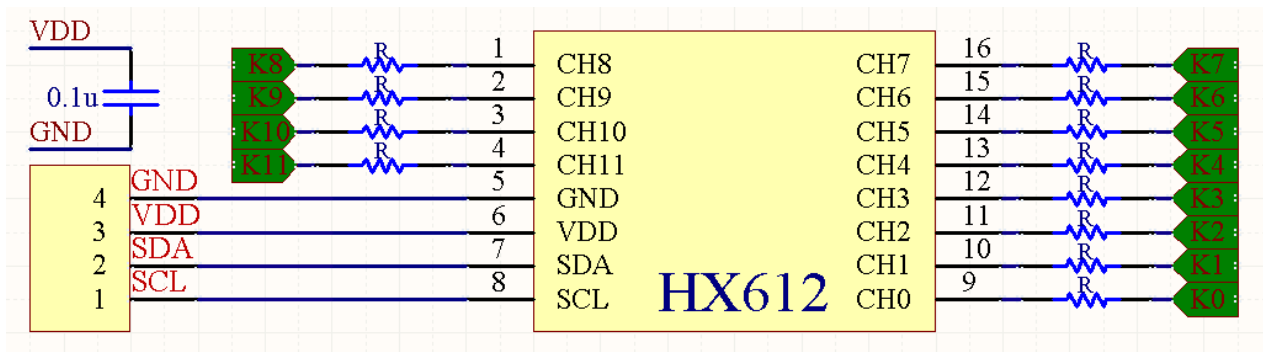 VDD
0.1u
GND
K8 R 1 CH8
K9 R 2 CH9
K10 R 3 CH10
K11 R 4 CH11
4 GND 5 GND
3 VDD 6 VDD
2 SDA 7 SDA
1 SCL 8 SCL
HX612
CH7 16 R K7
CH6 15 R K6
CH5 14 R K5
CH4 13 R K4
CH3 12 R K3
CH2 11 R K2
CH1 10 R K1
CH0 9 R K0